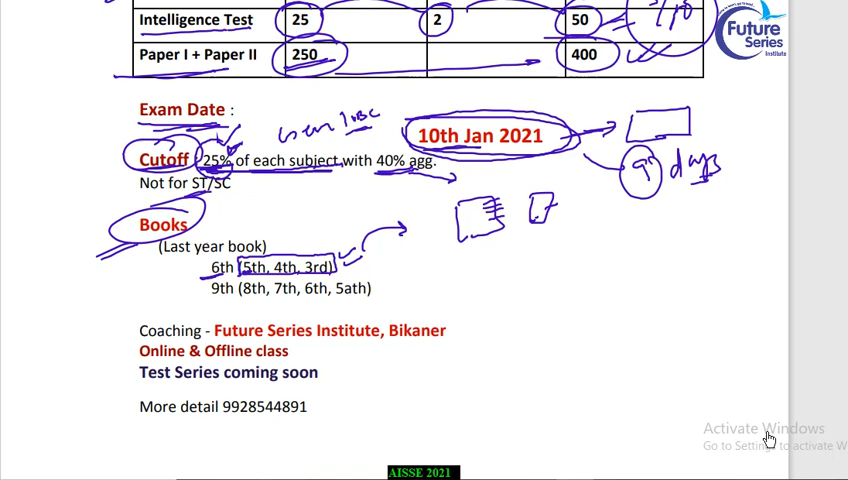 Intelligence Test 25 2 50
Future
Series
Institute
Paper I + Paper II 250 400
Exam Date :
10th Jan 2021
Cutoff 25% of each subject with 40% agg.
days
Not for ST/SC
Books
(Last year book)
6th (5th, 4th, 3rd)
9th (8th, 7th, 6th, 5ath)
Coaching - Future Series Institute, Bikaner
Online & Offline class
Test Series coming soon
More detail 9928544891
Activate Windows
Go to Settings to activate W
AISSE 2021